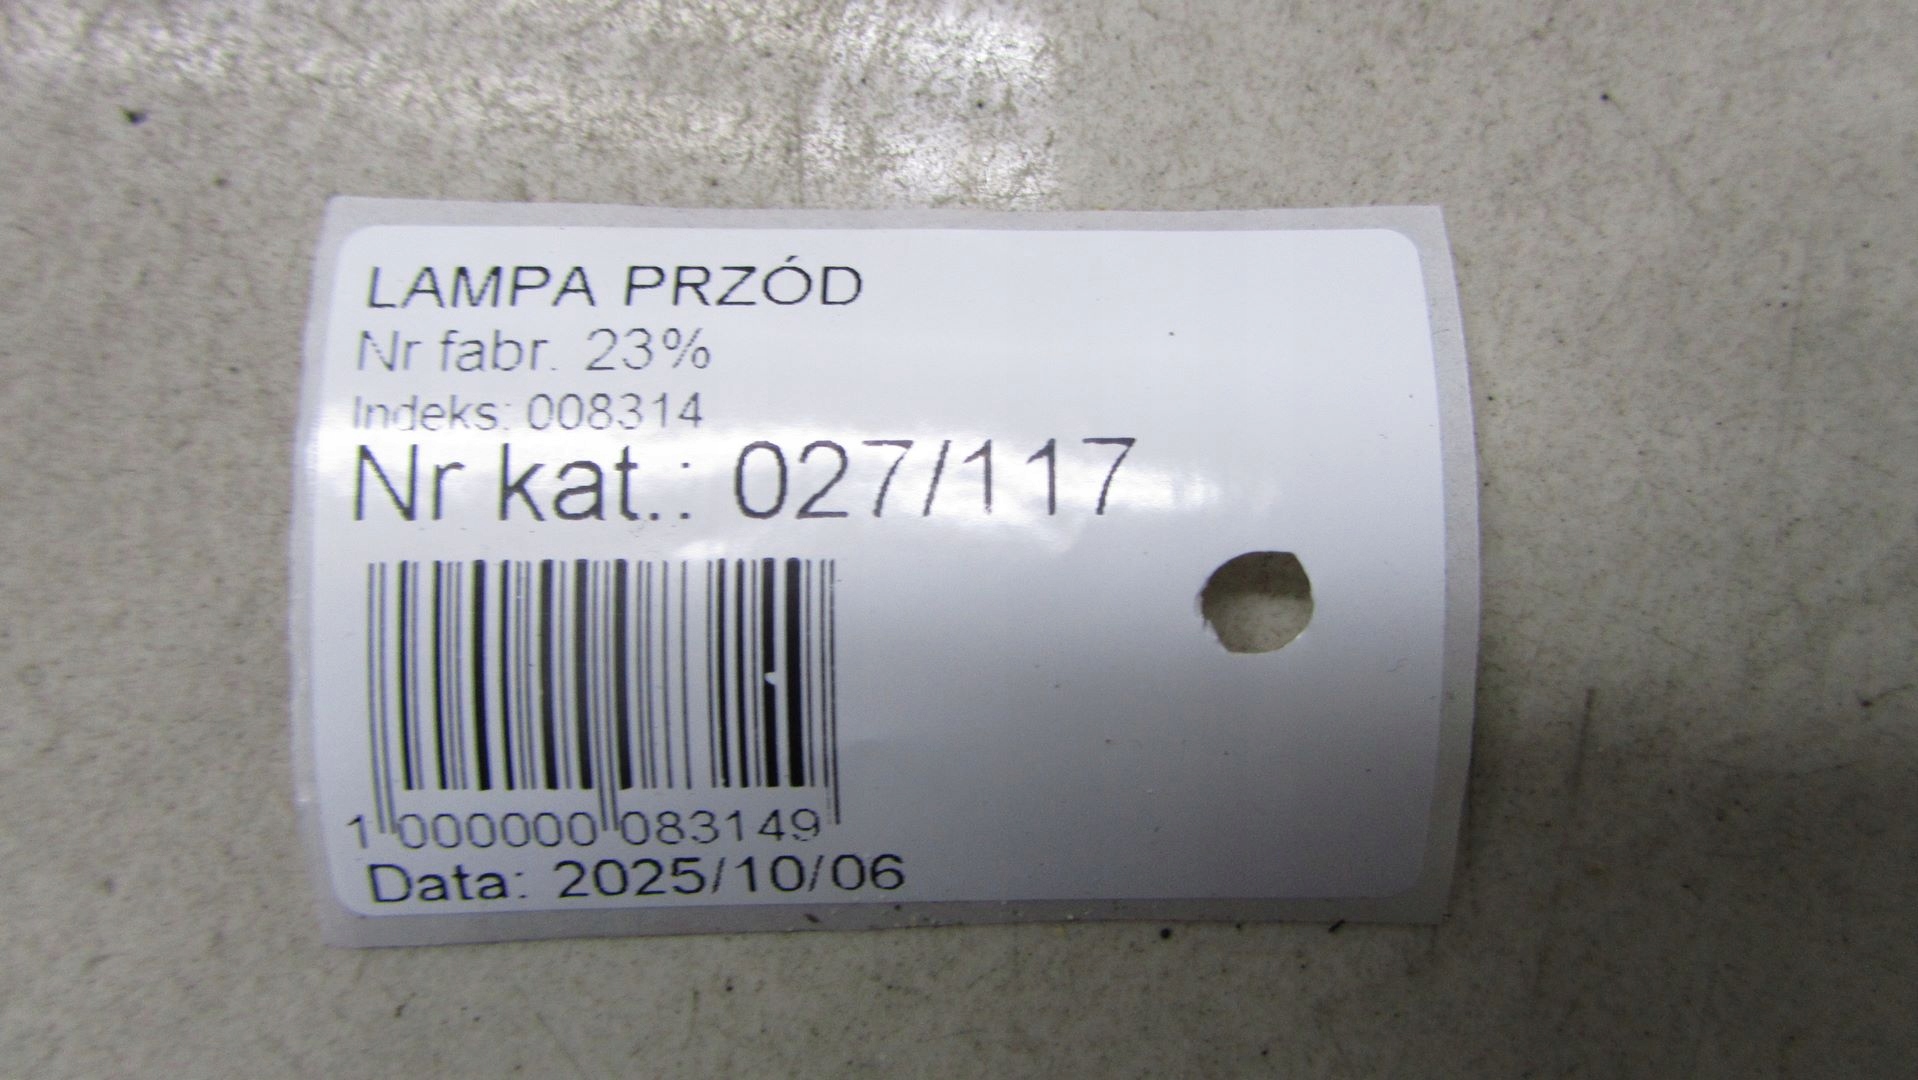 LAMPA PRZÓD
Nr fabr. 23%
Indeks: 008314
Nr kat.: 027/117
1 000000 083149
Data: 2025/10/06